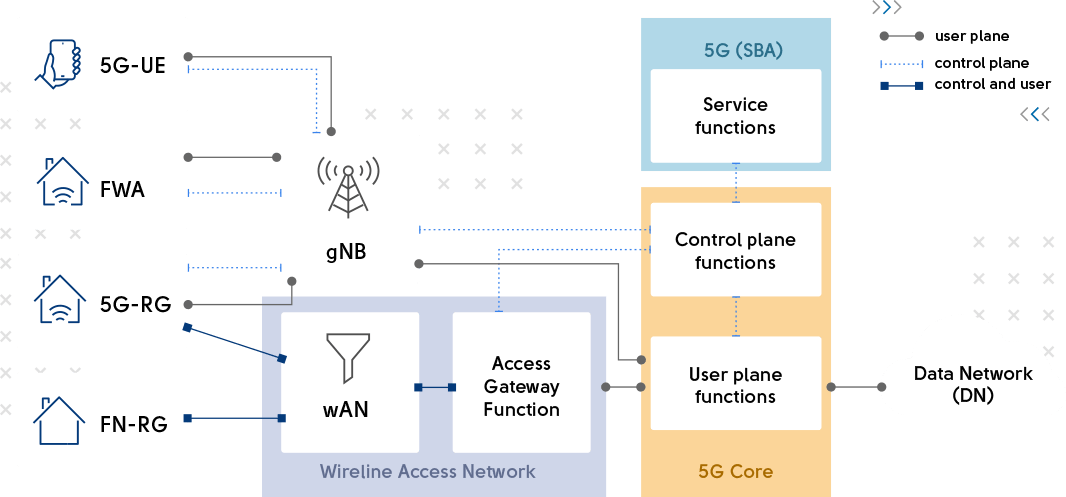 5G-UE
FWA
5G-RG
FN-RG
gNB
wAN
Access
Gateway
Function
Wireline Access Network
5G (SBA)
Service
functions
Control plane
functions
User plane
functions
5G Core
Data Network
(DN)
user plane
control plane
control and user